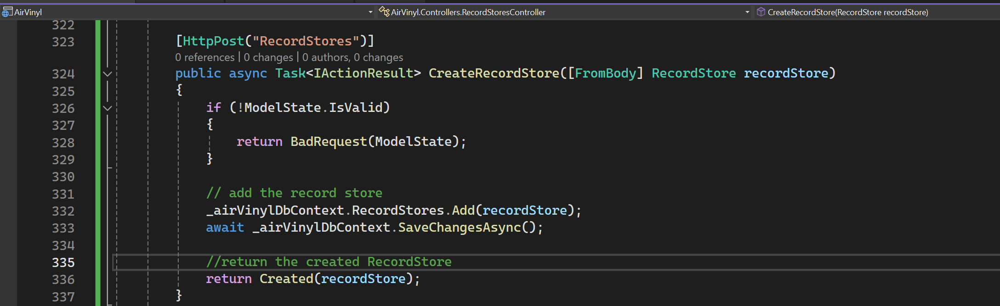 AirVinyl AirVinyl.Controllers.RecordStoresController CreateRecordStore(RecordStore recordStore)
322
323 [HttpPost("RecordStores")]
0 references | 0 changes | 0 authors, 0 changes
324 public async Task<IActionResult> CreateRecordStore([FromBody] RecordStore recordStore)
325 {
326 if (!ModelState.IsValid)
327 {
328 return BadRequest(ModelState);
329 }
330
331 // add the record store
332 _airVinylDbContext.RecordStores.Add(recordStore);
333 await _airVinylDbContext.SaveChangesAsync();
334
335 //return the created RecordStore
336 return Created(recordStore);
337 }